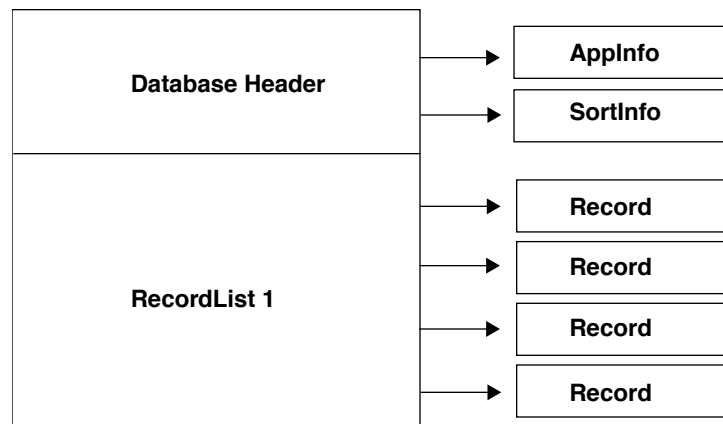 Database Header
AppInfo
SortInfo
RecordList 1
Record
Record
Record
Record